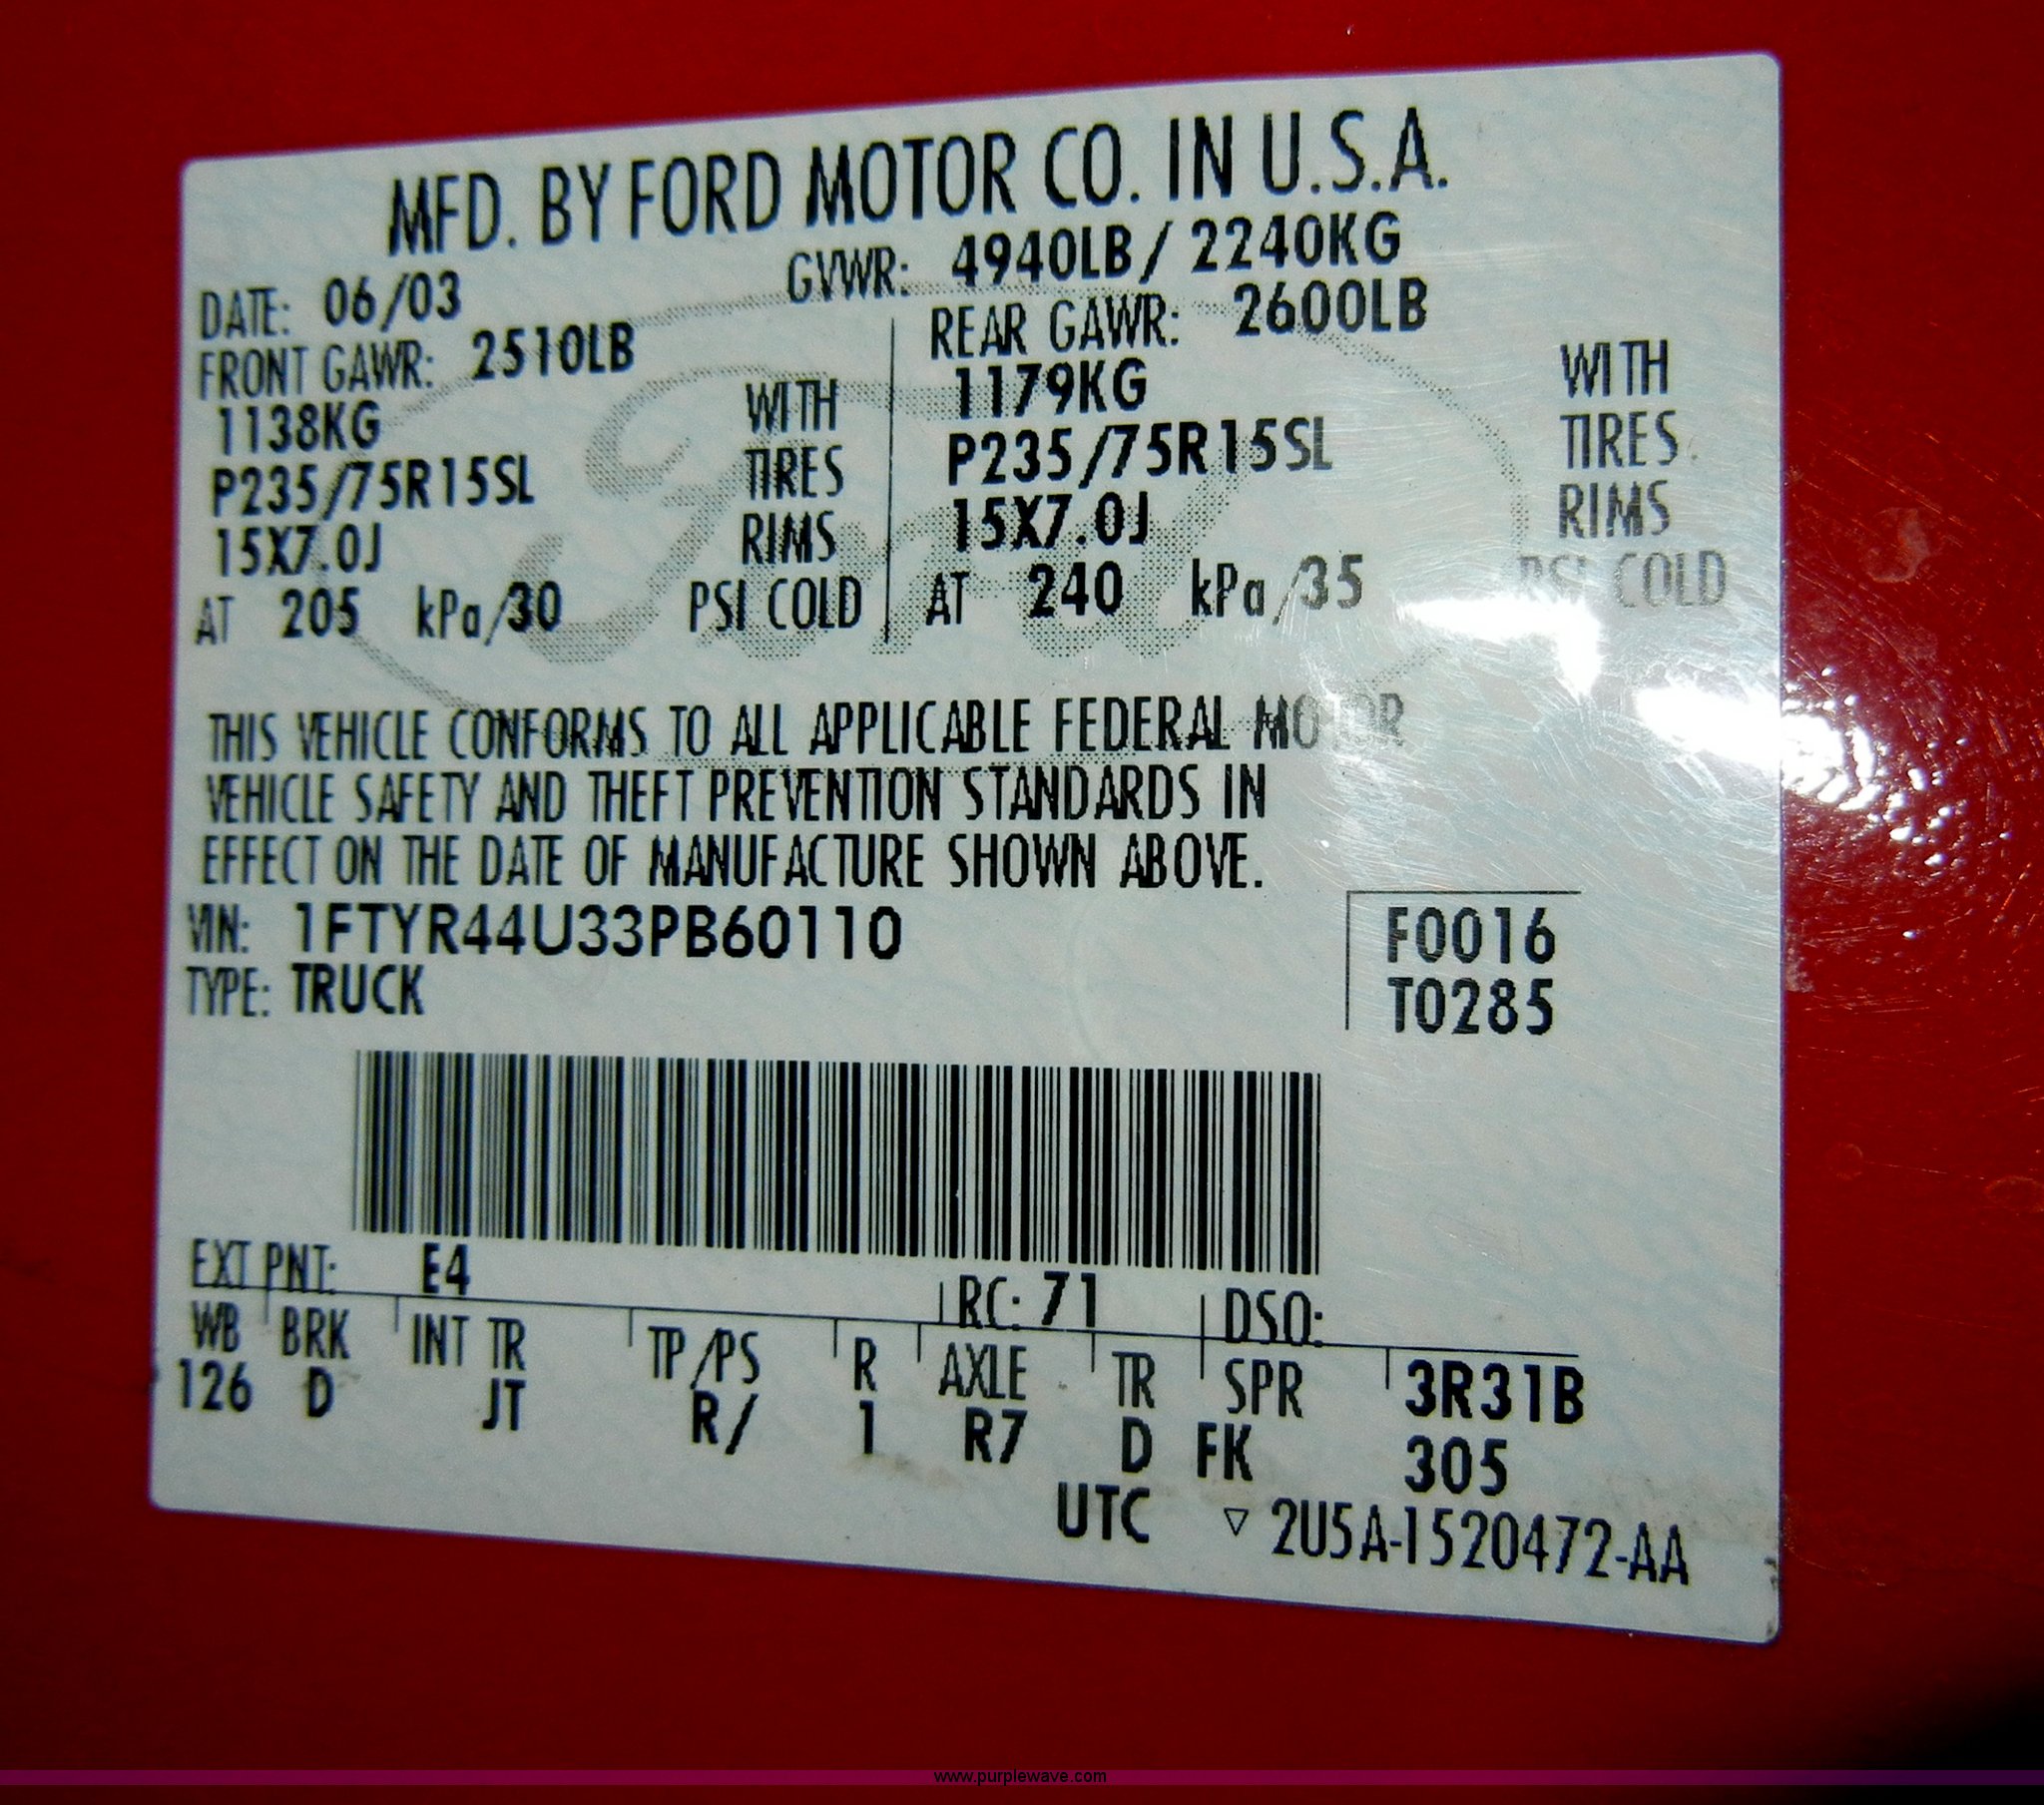 MFD. BY FORD MOTOR CO. IN U.S.A.
DATE: 06/03 GVWR: 4940LB/ 2240KG
FRONT GAWR: 2510LB REAR GAWR: 2600LB
1138KG WITH 1179KG WITH
P235/75R15SL TIRES P235/75R15SL TIRES
15X7.0J RIMS 15X7.0J RIMS
AT 205 kPa/30 PSI COLD AT 240 kPa/35 PSI COLD
THIS VEHICLE CONFORMS TO ALL APPLICABLE FEDERAL MOTOR
VEHICLE SAFETY AND THEFT PREVENTION STANDARDS IN
EFFECT ON THE DATE OF MANUFACTURE SHOWN ABOVE.
VIN: 1FTYR44U33PB60110 F0016
TYPE: TRUCK T0285
EXT PNT: E4 RC: 71 DSO:
WB BRK INT TR TP/PS R AXLE TR SPR 3R31B
126 D JT R/ 1 R7 D FK 305
UTC ▽ 2U5A-1520472-AA
Ford
www.purplewave.com